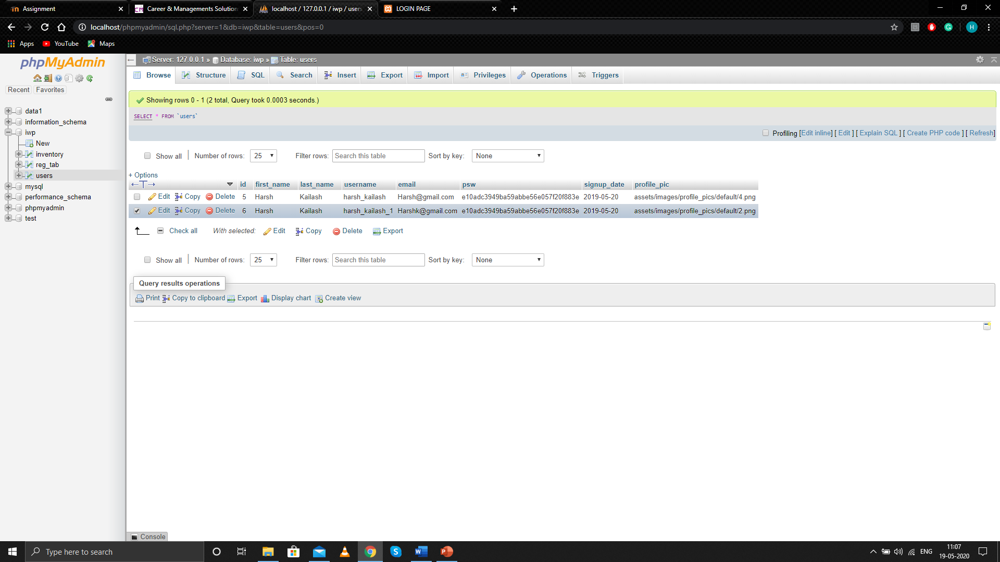 Assignment
Career & Managements Solution
localhost / 127.0.0.1 / iwp / users
LOGIN PAGE
localhost/phpmyadmin/sql.php?server=1&db=iwp&table=users&pos=0
H
Apps YouTube Maps
phpMyAdmin
Recent Favorites
data1
information_schema
iwp
New
inventory
reg_tab
users
mysql
performance_schema
phpmyadmin
test
Server: 127.0.0.1 » Database: iwp » Table: users
Browse Structure SQL Search Insert Export Import Privileges Operations Triggers
Showing rows 0 - 1 (2 total, Query took 0.0003 seconds.)
SELECT * FROM `users`
Profiling [Edit inline] [ Edit ] [ Explain SQL ] [ Create PHP code ] [ Refresh]
Show all Number of rows: 25 Filter rows: Search this table Sort by key: None
+ Options
id first_name last_name username email psw signup_date profile_pic
Edit Copy Delete 5 Harsh Kailash harsh_kailash Harsh@gmail.com e10adc3949ba59abbe56e057f20f883e 2019-05-20 assets/images/profile_pics/default/4.png
Edit Copy Delete 6 Harsh Kailash harsh_kailash_1 Harshk@gmail.com e10adc3949ba59abbe56e057f20f883e 2019-05-20 assets/images/profile_pics/default/2.png
Check all With selected: Edit Copy Delete Export
Show all Number of rows: 25 Filter rows: Search this table Sort by key: None
Query results operations
Print Copy to clipboard Export Display chart Create view
Console
Type here to search
ENG
11:07
19-05-2020